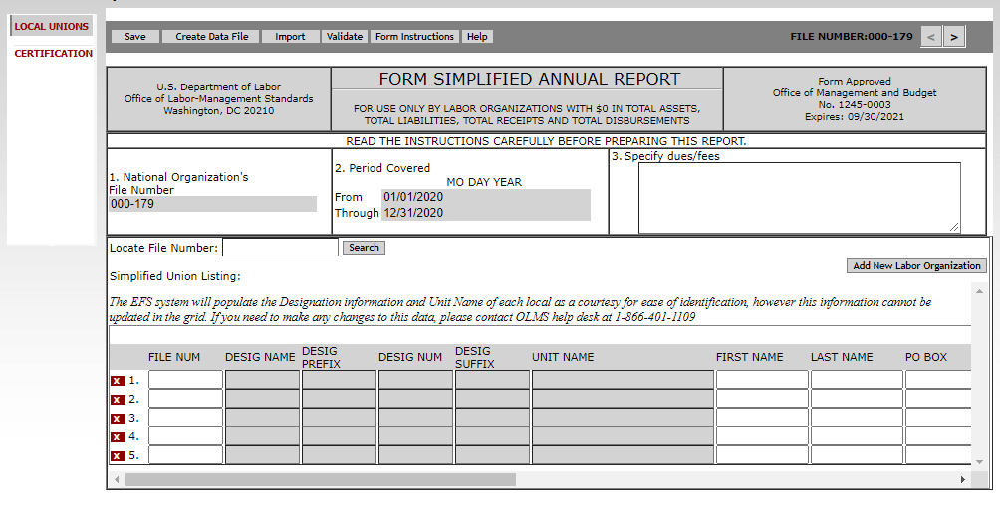 LOCAL UNIONS
CERTIFICATION
Save Create Data File Import Validate Form Instructions Help FILE NUMBER:000-179 < >
U.S. Department of Labor
Office of Labor-Management Standards
Washington, DC 20210
FORM SIMPLIFIED ANNUAL REPORT
FOR USE ONLY BY LABOR ORGANIZATIONS WITH $0 IN TOTAL ASSETS,
TOTAL LIABILITIES, TOTAL RECEIPTS AND TOTAL DISBURSEMENTS
Form Approved
Office of Management and Budget
No. 1245-0003
Expires: 09/30/2021
READ THE INSTRUCTIONS CAREFULLY BEFORE PREPARING THIS REPORT.
1. National Organization's
File Number
000-179
2. Period Covered
MO DAY YEAR
From 01/01/2020
Through 12/31/2020
3. Specify dues/fees
Locate File Number: Search
Add New Labor Organization
Simplified Union Listing:
The EFS system will populate the Designation information and Unit Name of each local as a courtesy for ease of identification, however this information cannot be
updated in the grid. If you need to make any changes to this data, please contact OLMS help desk at 1-866-401-1109
FILE NUM DESIG NAME DESIG PREFIX DESIG NUM DESIG SUFFIX UNIT NAME FIRST NAME LAST NAME PO BOX
x 1.
x 2.
x 3.
x 4.
x 5.